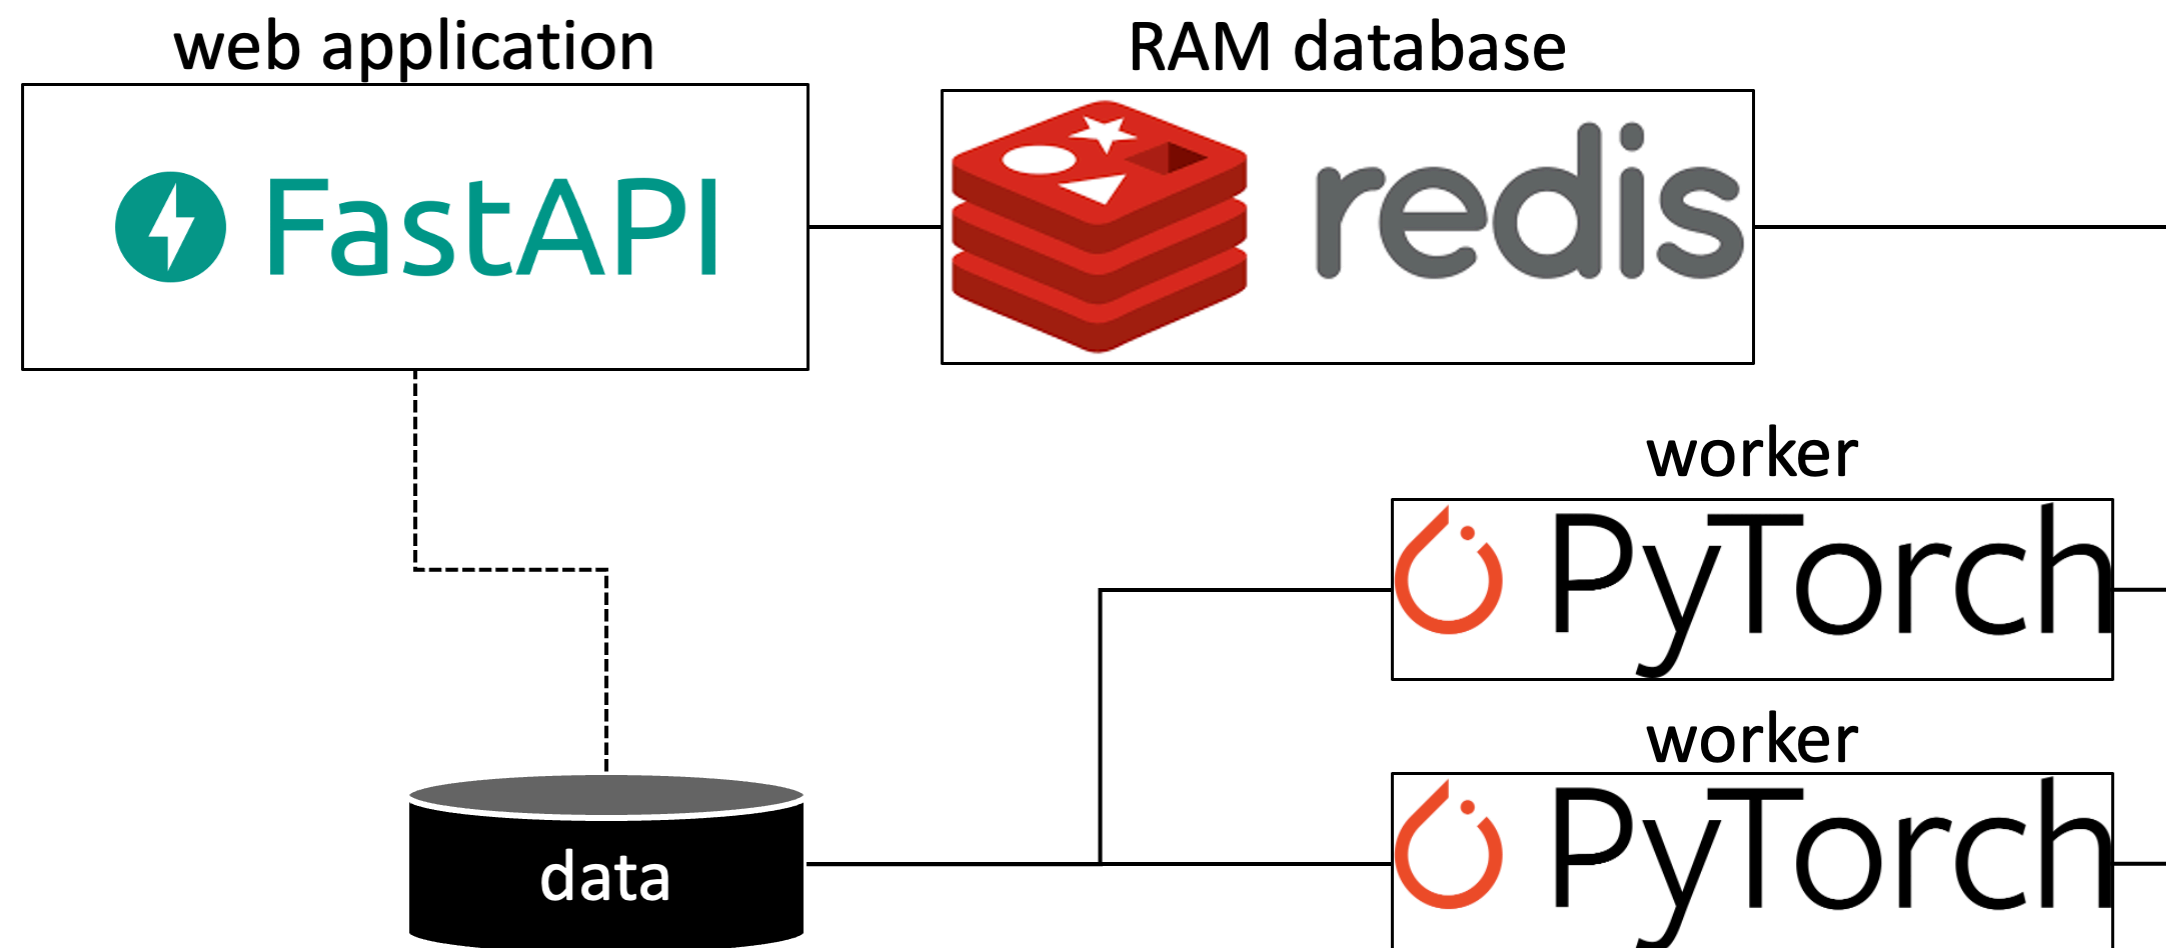 web application
RAM database
FastAPI
redis
worker
PyTorch
worker
PyTorch
data